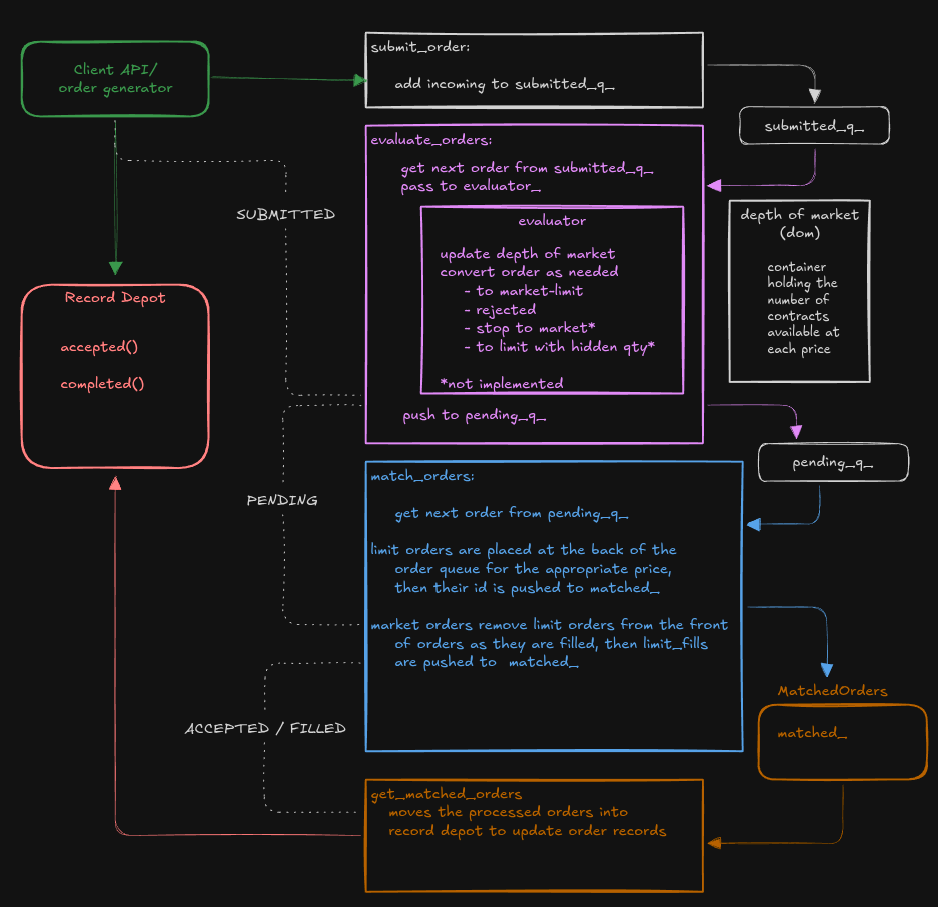 Client API/
order generator
submit_order:
add incoming to submitted_q_
submitted_q_
evaluate_orders:
get next order from submitted_q_
pass to evaluator_
evaluator
update depth of market
convert order as needed
- to market-limit
- rejected
- stop to market*
- to limit with hidden qty*
*not implemented
push to pending_q_
depth of market
(dom)
container
holding the
number of
contracts
available at
each price
SUBMITTED
Record Depot
accepted()
completed()
pending_q_
PENDING
match_orders:
get next order from pending_q_
limit orders are placed at the back of the
order queue for the appropriate price,
then their id is pushed to matched_
market orders remove limit orders from the front
of orders as they are filled, then limit_fills
are pushed to matched_
MatchedOrders
matched_
ACCEPTED / FILLED
get_matched_orders
moves the processed orders into
record depot to update order records